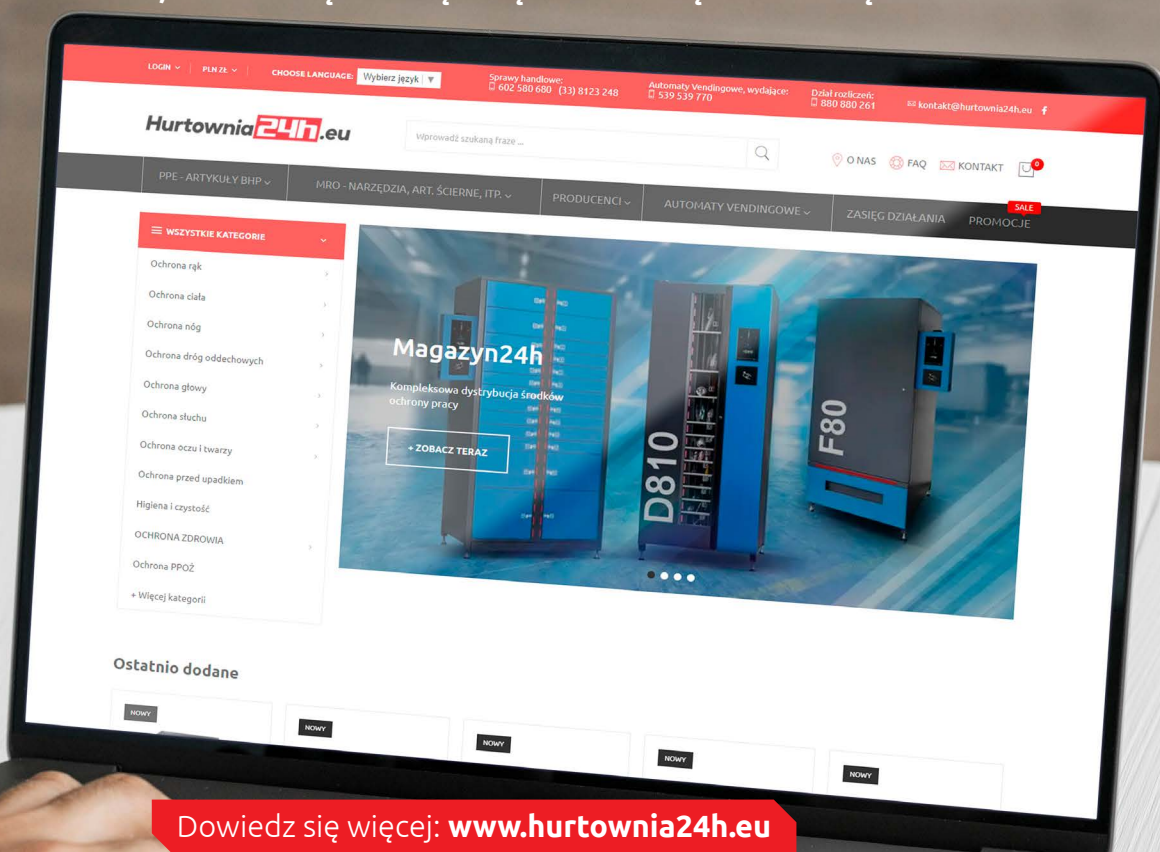 LOGIN PLN ZŁ CHOOSE LANGUAGE: Wybierz język
Sprawy handlowe:
602 580 680 (33) 8123 248
Automaty Vendingowe, wydające:
539 539 770
Dział rozliczeń:
880 880 261
kontakt@hurtownia24h.eu f
Hurtownia24h.eu
Wprowadź szukaną fraze ...
O NAS FAQ KONTAKT 0
PPE - ARTYKUŁY BHP MRO - NARZĘDZIA, ART. ŚCIERNE, ITP. PRODUCENCI AUTOMATY VENDINGOWE ZASIĘG DZIAŁANIA PROMOCJE
SALE
WSZYSTKIE KATEGORIE
Ochrona rąk
Ochrona ciała
Ochrona nóg
Ochrona dróg oddechowych
Ochrona głowy
Ochrona słuchu
Ochrona oczu i twarzy
Ochrona przed upadkiem
Higiena i czystość
OCHRONA ZDROWIA
Ochrona PPOŻ
+ Więcej kategorii
Magazyn24h
Kompleksowa dystrybucja środków
ochrony pracy
+ ZOBACZ TERAZ
D810
F80
Ostatnio dodane
NOWY
NOWY
NOWY
NOWY
NOWY
Dowiedz się więcej: www.hurtownia24h.eu